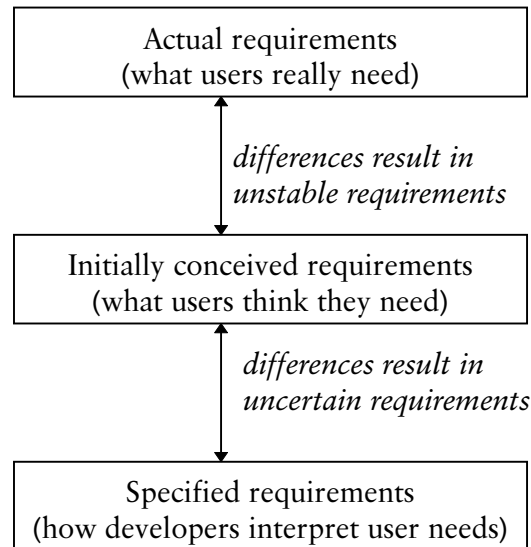 Actual requirements
(what users really need)
differences result in
unstable requirements
Initially conceived requirements
(what users think they need)
differences result in
uncertain requirements
Specified requirements
(how developers interpret user needs)